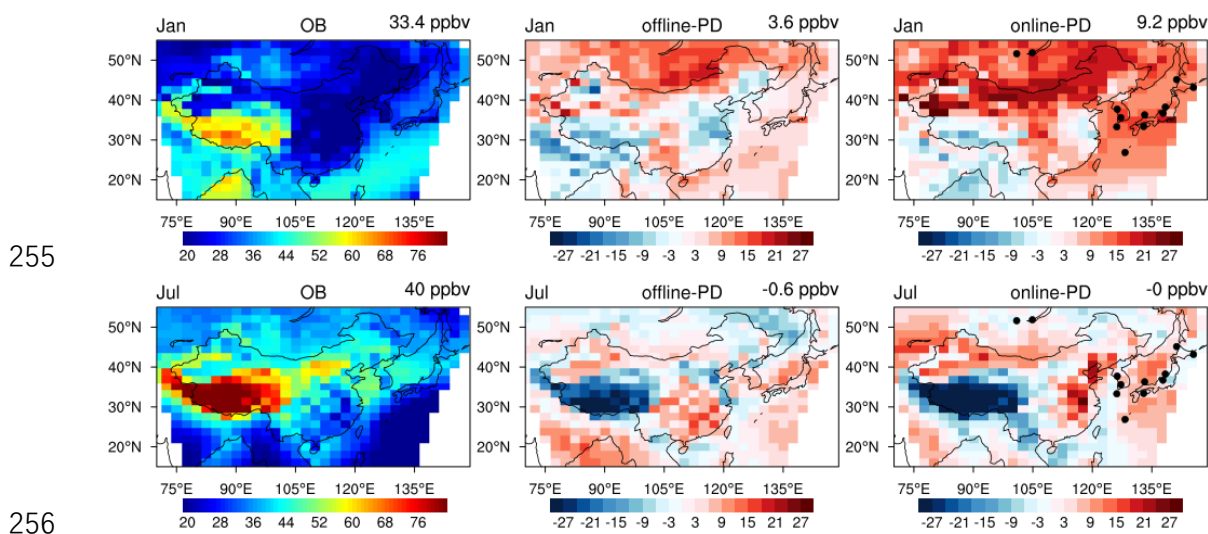 Jan OB 33.4 ppbv
Jan offline-PD 3.6 ppbv
Jan online-PD 9.2 ppbv
50°N 50°N 50°N
40°N 40°N 40°N
30°N 30°N 30°N
20°N 20°N 20°N
75°E 90°E 105°E 120°E 135°E 75°E 90°E 105°E 120°E 135°E 75°E 90°E 105°E 120°E 135°E
255
20 28 36 44 52 60 68 76 -27 -21 -15 -9 -3 3 9 15 21 27 -27 -21 -15 -9 -3 3 9 15 21 27
Jul OB 40 ppbv
Jul offline-PD -0.6 ppbv
Jul online-PD -0 ppbv
50°N 50°N 50°N
40°N 40°N 40°N
30°N 30°N 30°N
20°N 20°N 20°N
75°E 90°E 105°E 120°E 135°E 75°E 90°E 105°E 120°E 135°E 75°E 90°E 105°E 120°E 135°E
256
20 28 36 44 52 60 68 76 -27 -21 -15 -9 -3 3 9 15 21 27 -27 -21 -15 -9 -3 3 9 15 21 27